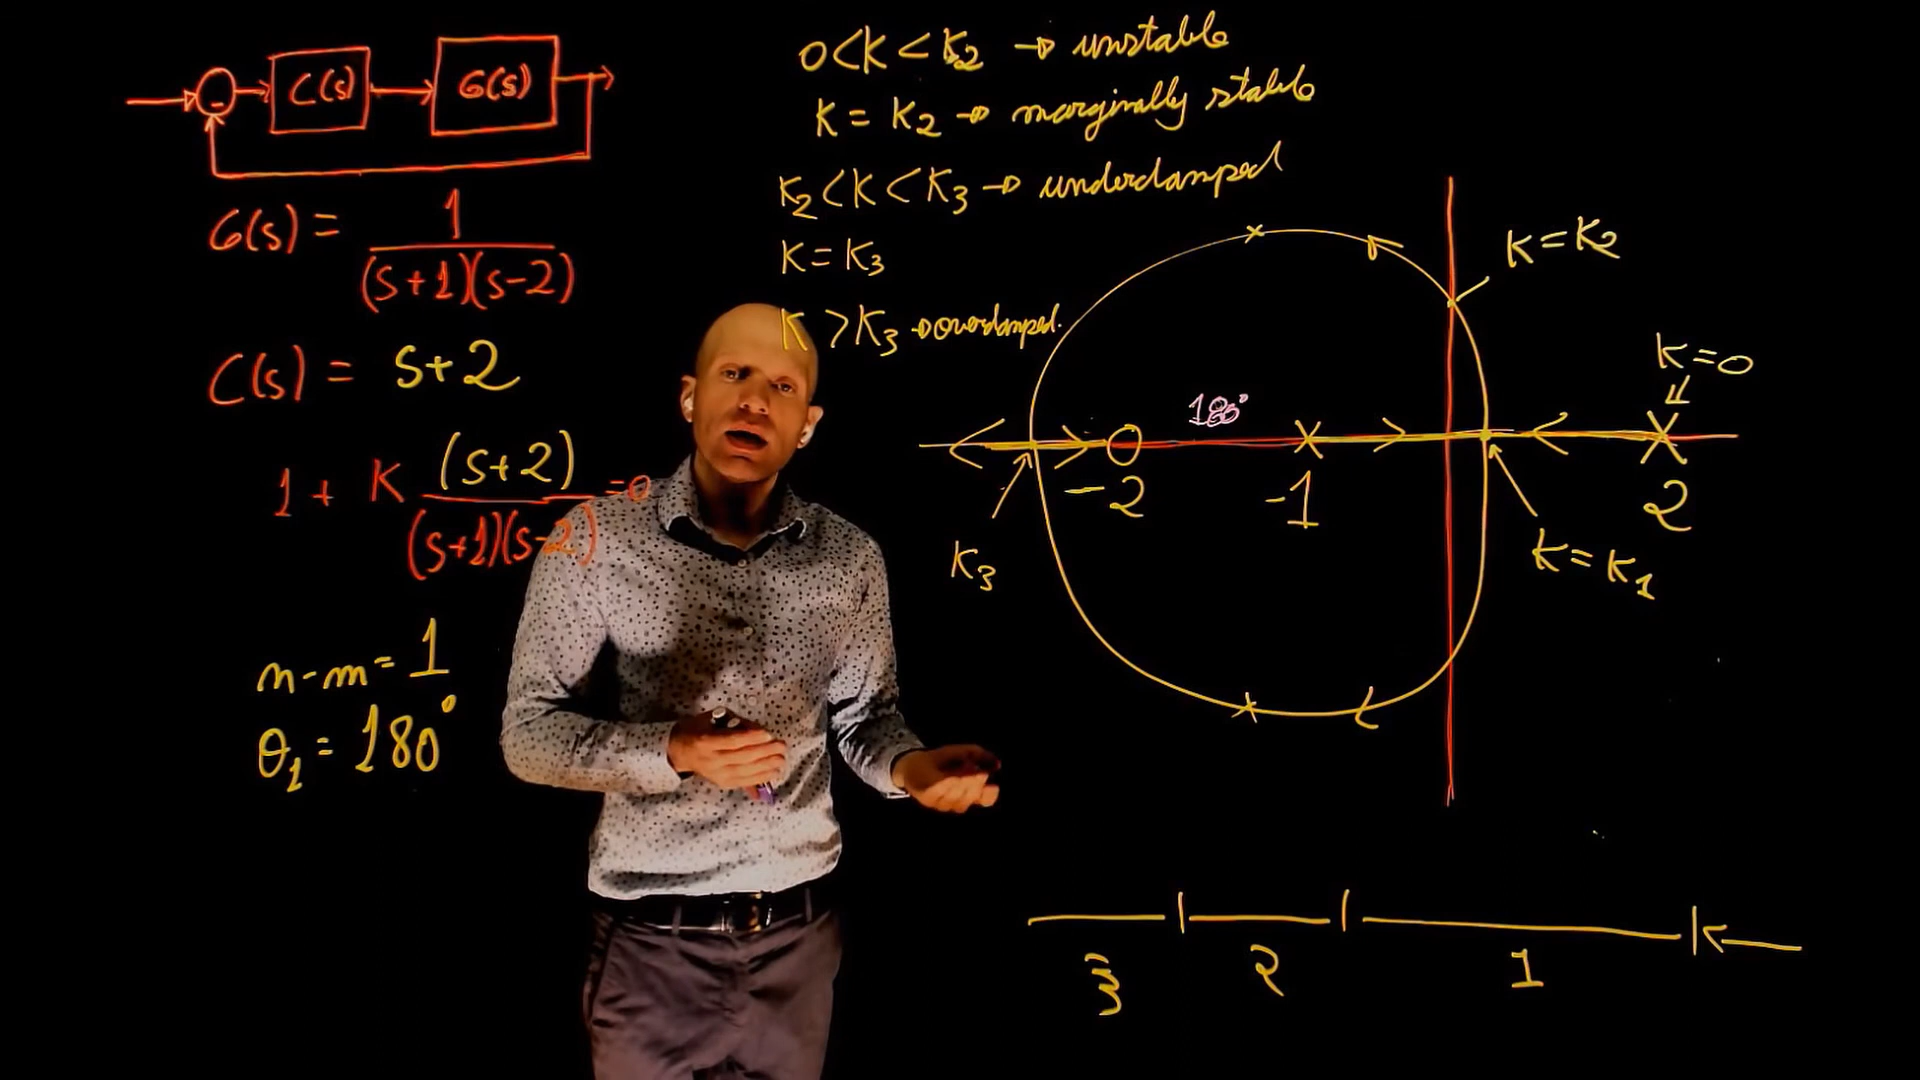 C(s) G(s)
G(s) = 1 / (s+1)(s-2)
C(s) = s+2
1 + K (s+2) / (s+1)(s-2) = 0
n-m = 1
θ1 = 180°
0 < K < K2 → unstable
K = K2 → marginally stable
K2 < K < K3 → underdamped
K = K3
K > K3 → overdamped.
K = K2
K = 0
180°
-2 -1 2
K3
K = K1
3 2 1